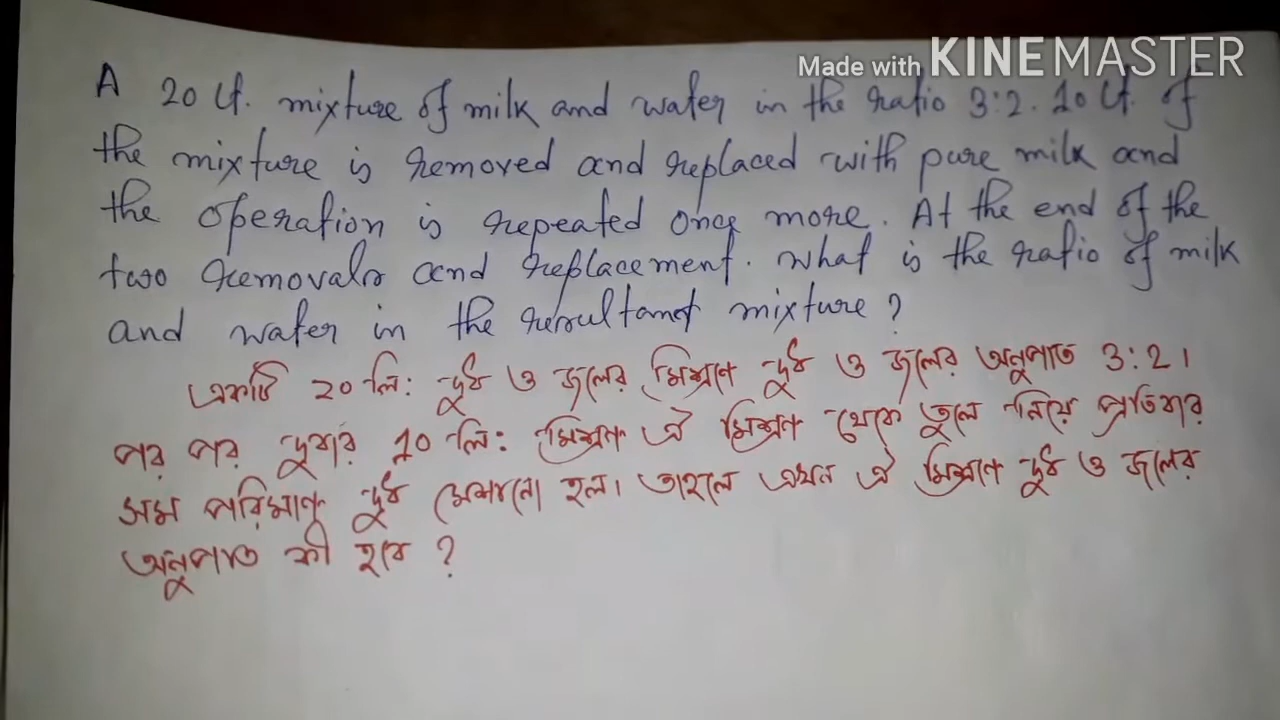 Made with KINEMASTER
A 20 lt. mixture of milk and water in the ratio 3:2. 10 lt. of
the mixture is removed and replaced with pure milk and
the operation is repeated once more. At the end of the
two removals and replacement. what is the ratio of milk
and water in the resultant mixture?
একটি 20 লি: দুধ ও জলের মিশ্রণে দুধ ও জলের অনুপাত 3:2।
পর পর দুবার 10 লি: মিশ্রণ ঐ মিশ্রণ থেকে তুলে নিয়ে প্রতিবার
সম পরিমাণ দুধ মেশানো হল। তাহলে এখন ঐ মিশ্রণে দুধ ও জলের
অনুপাত কী হবে?